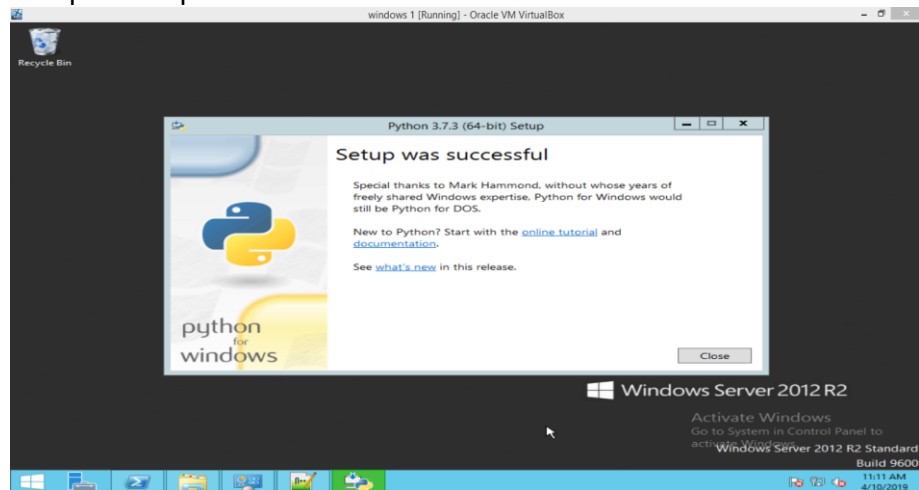 windows 1 [Running] - Oracle VM VirtualBox
Recycle Bin
Python 3.7.3 (64-bit) Setup
Setup was successful
Special thanks to Mark Hammond, without whose years of
freely shared Windows expertise, Python for Windows would
still be Python for DOS.
New to Python? Start with the online tutorial and
documentation.
See what's new in this release.
python
for
windows
Close
Windows Server 2012 R2
Activate Windows
Go to System in Control Panel to
activate Windows.
Windows Server 2012 R2 Standard
Build 9600
11:11 AM
4/10/2019